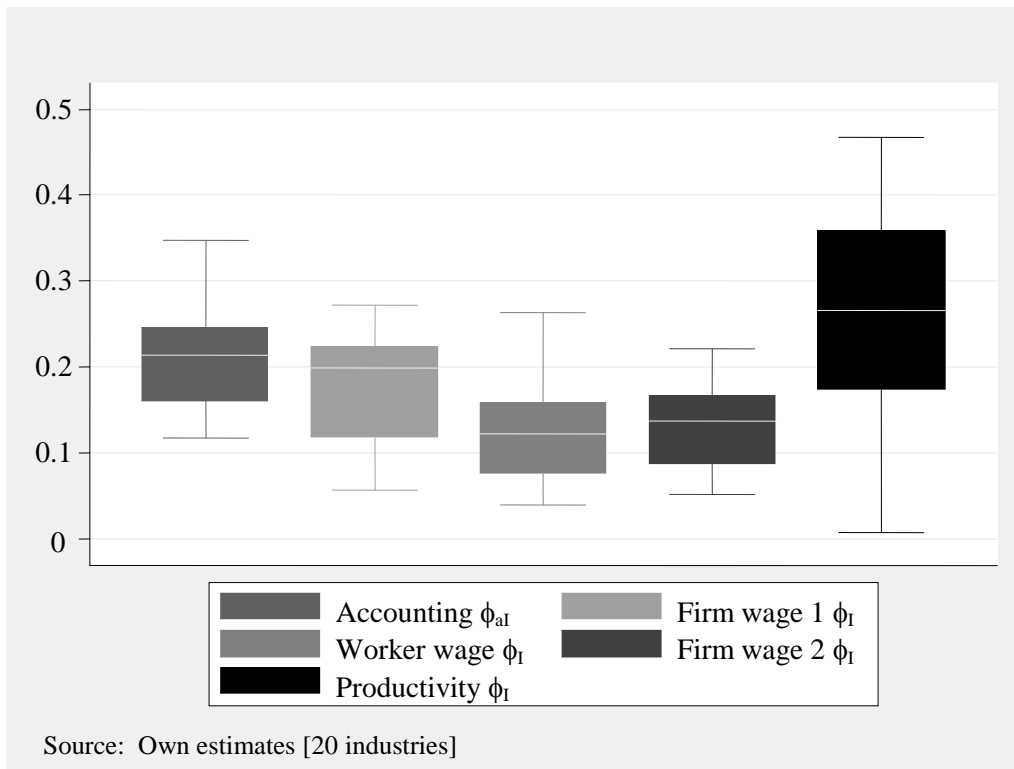 0.5
0.4
0.3
0.2
0.1
0
Accounting ϕaI
Firm wage 1 ϕI
Worker wage ϕI
Firm wage 2 ϕI
Productivity ϕI
Source: Own estimates [20 industries]